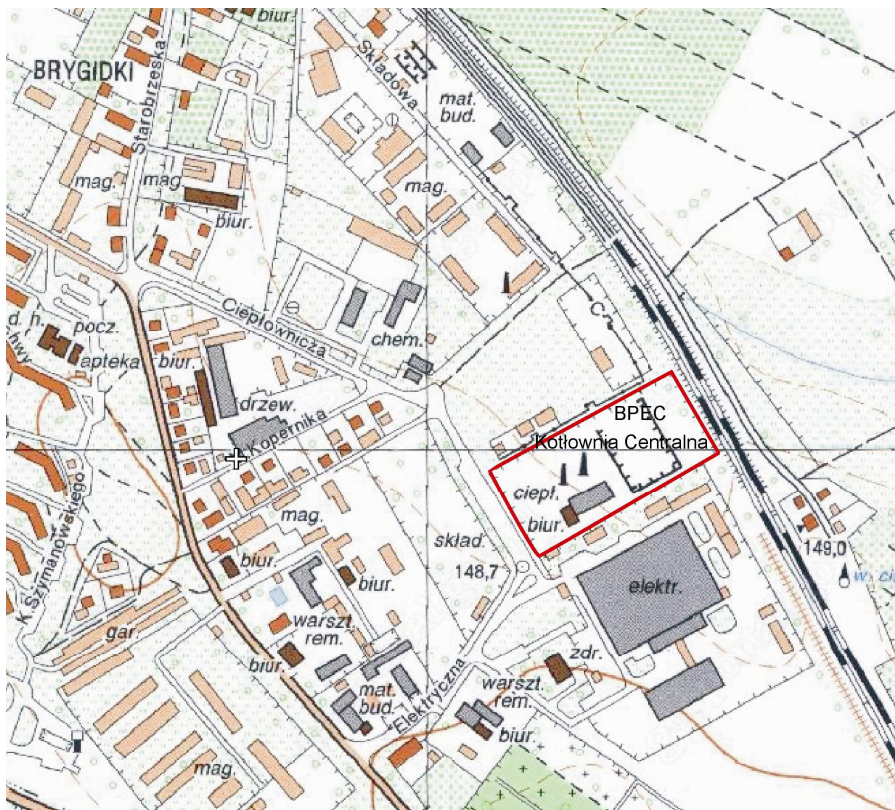 biur.
BRYGIDKI
Starobrzeska
Składowa
mat.
bud.
mag.
mag.
biur.
mag.
Ciepłownicza
chem.
d. h.
pocz.
apteka
biur.
drzew.
Kopernika
BPEC
Kotłownia Centralna
ciepł.
biur.
K Szymanowskiego
mag.
skład.
148,7
149,0
elektr.
biur.
biur.
gar.
warszt.
rem.
biur.
żdr.
mat.
bud.
Elektryczna
warszt.
rem.
biur.
mag.